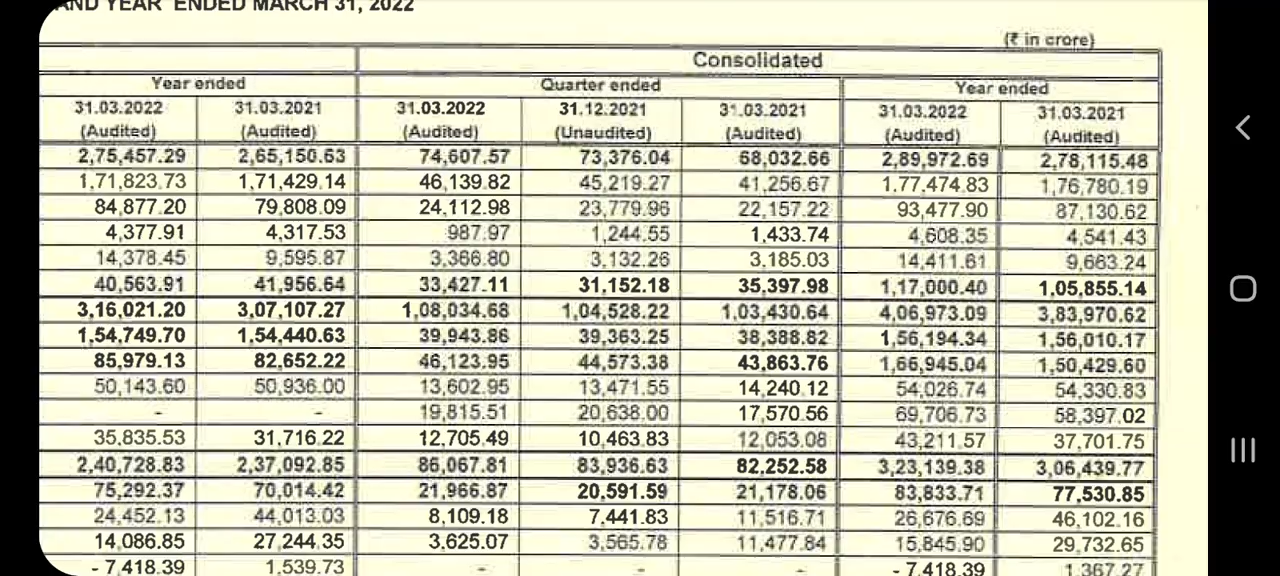 AND YEAR ENDED MARCH 31, 2022
(₹ in crore)
Consolidated
Year ended Quarter ended Year ended
31.03.2022 31.03.2021 31.03.2022 31.12.2021 31.03.2021 31.03.2022 31.03.2021
(Audited) (Audited) (Audited) (Unaudited) (Audited) (Audited) (Audited)
2,75,457.29 2,65,150.63 74,607.57 73,376.04 68,032.66 2,89,972.69 2,78,115.48
1,71,823.73 1,71,429.14 46,139.82 45,219.27 41,256.67 1,77,474.83 1,76,780.19
84,877.20 79,808.09 24,112.98 23,779.96 22,157.22 93,477.90 87,130.62
4,377.91 4,317.53 987.97 1,244.55 1,433.74 4,608.35 4,541.43
14,378.45 9,595.87 3,366.80 3,132.26 3,185.03 14,411.61 9,663.24
40,563.91 41,956.64 33,427.11 31,152.18 35,397.98 1,17,000.40 1,05,855.14
3,16,021.20 3,07,107.27 1,08,034.68 1,04,528.22 1,03,430.64 4,06,973.09 3,83,970.62
1,54,749.70 1,54,440.63 39,943.86 39,363.25 38,388.82 1,56,194.34 1,56,010.17
85,979.13 82,652.22 46,123.95 44,573.38 43,863.76 1,66,945.04 1,50,429.60
50,143.60 50,936.00 13,602.95 13,471.55 14,240.12 54,026.74 54,330.83
- - 19,815.51 20,638.00 17,570.56 69,706.73 58,397.02
35,835.53 31,716.22 12,705.49 10,463.83 12,053.08 43,211.57 37,701.75
2,40,728.83 2,37,092.85 86,067.81 83,936.63 82,252.58 3,23,139.38 3,06,439.77
75,292.37 70,014.42 21,966.87 20,591.59 21,178.06 83,833.71 77,530.85
24,452.13 44,013.03 8,109.18 7,441.83 11,516.71 26,676.69 46,102.16
14,086.85 27,244.35 3,625.07 3,565.78 11,477.84 15,845.90 29,732.65
- 7,418.39 1,539.73 - - - - 7,418.39 1,367.27